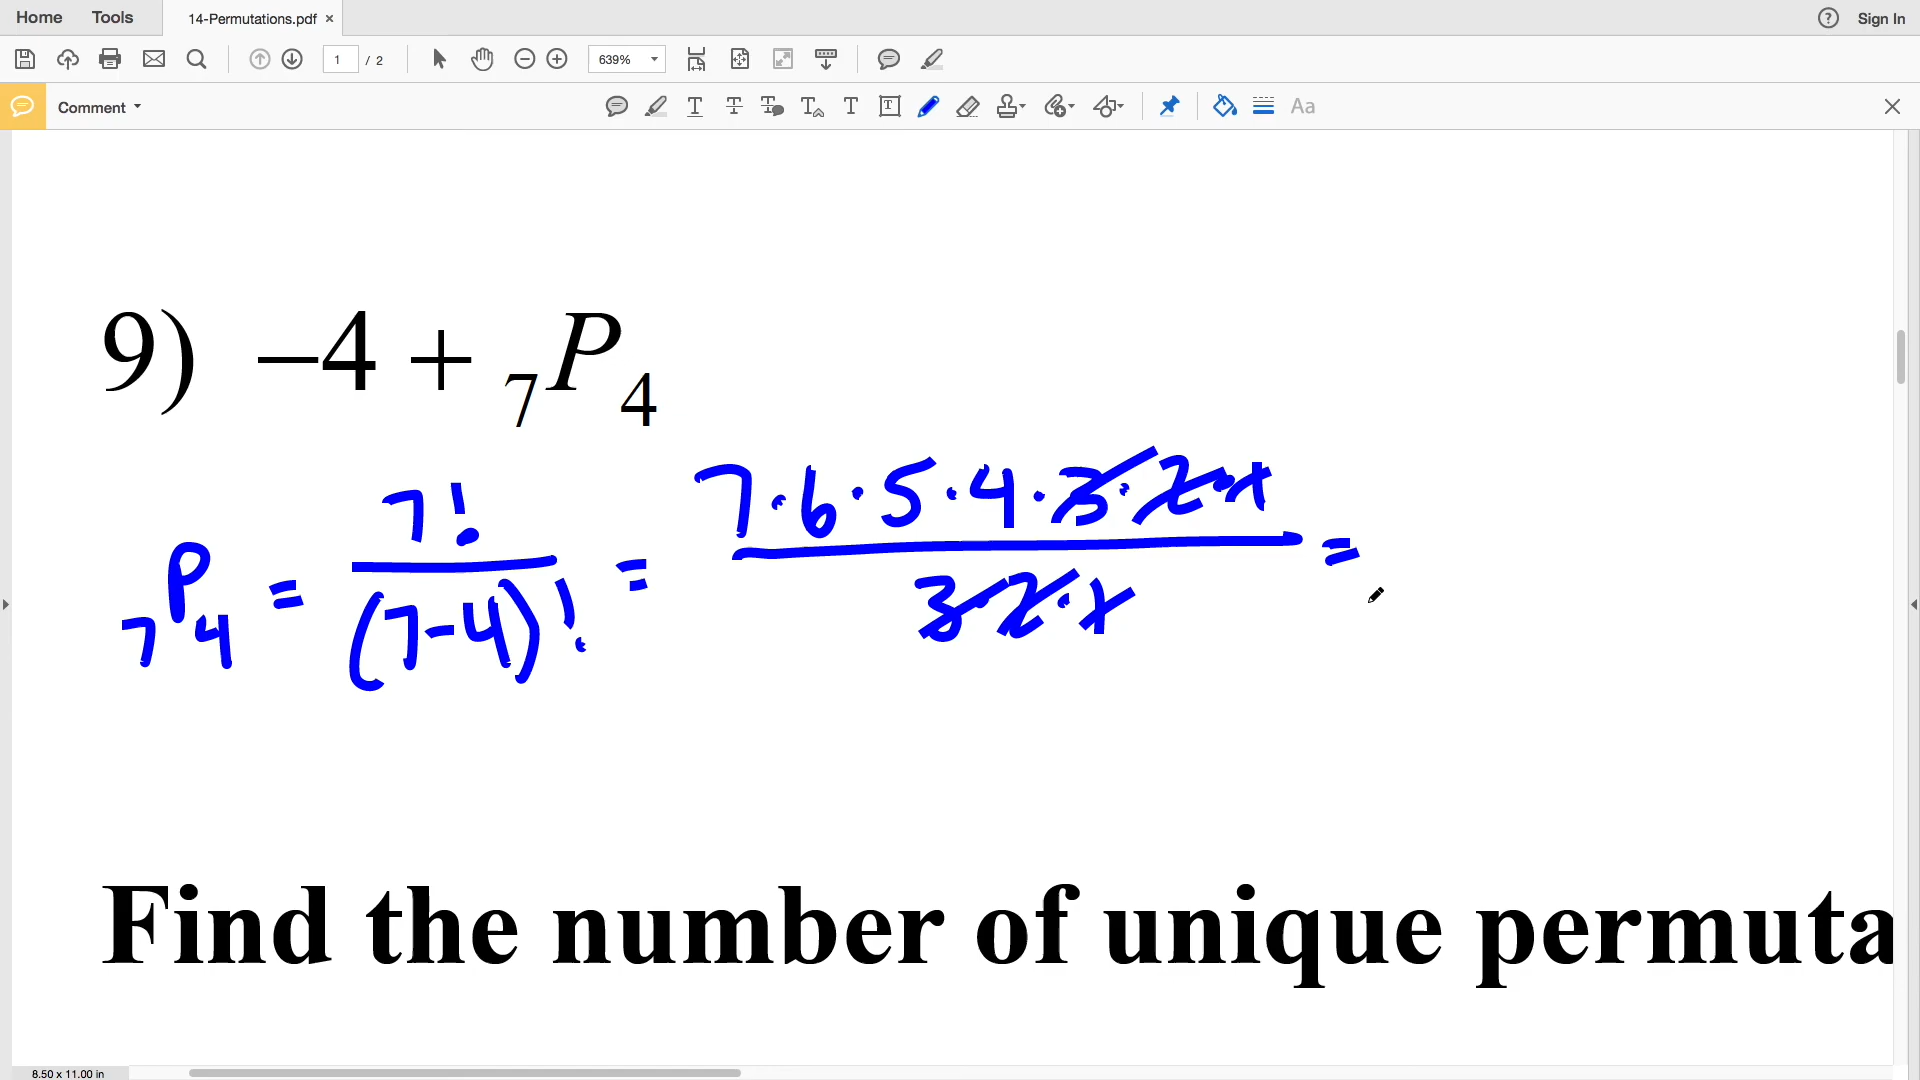 Home Tools 14-Permutations.pdf × Sign In
1 / 2 639%
Comment Aa
9) −4 + ₇P₄
₇P₄ = 7! / (7-4)! = 7·6·5·4·3·2·1 / 3·2·1 =
Find the number of unique permuta
8.50 x 11.00 in